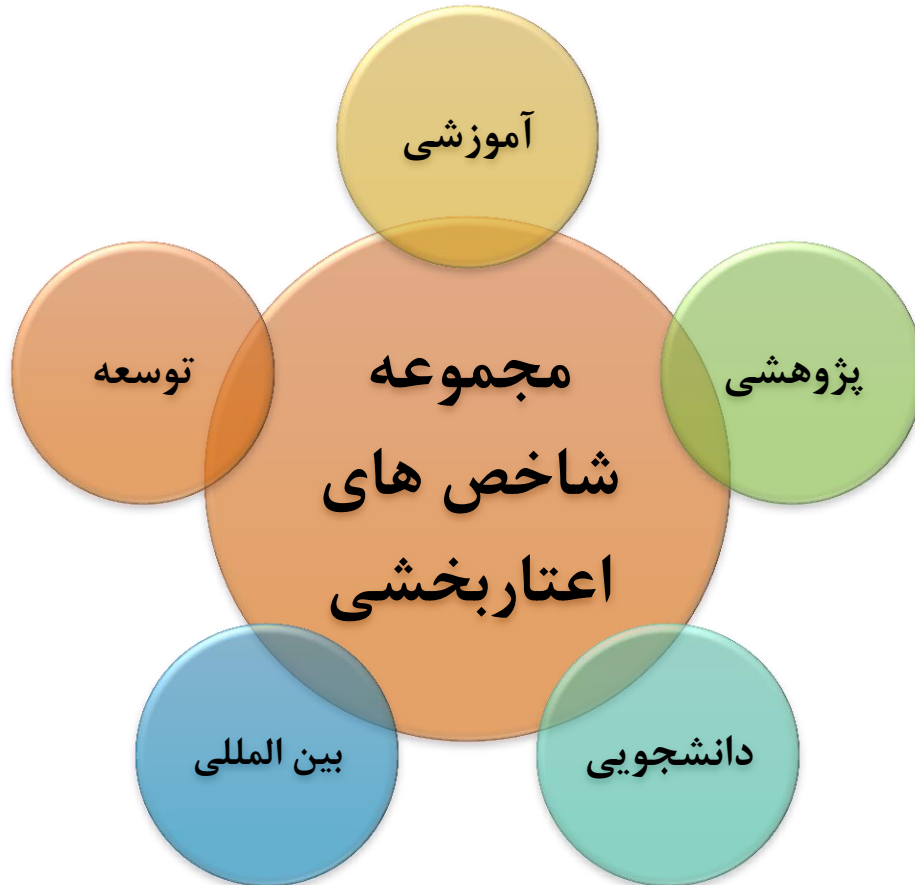 آموزشی
پژوهشی
توسعه
مجموعه
شاخص های
اعتاربخشی
دانشجویی
بین المللی